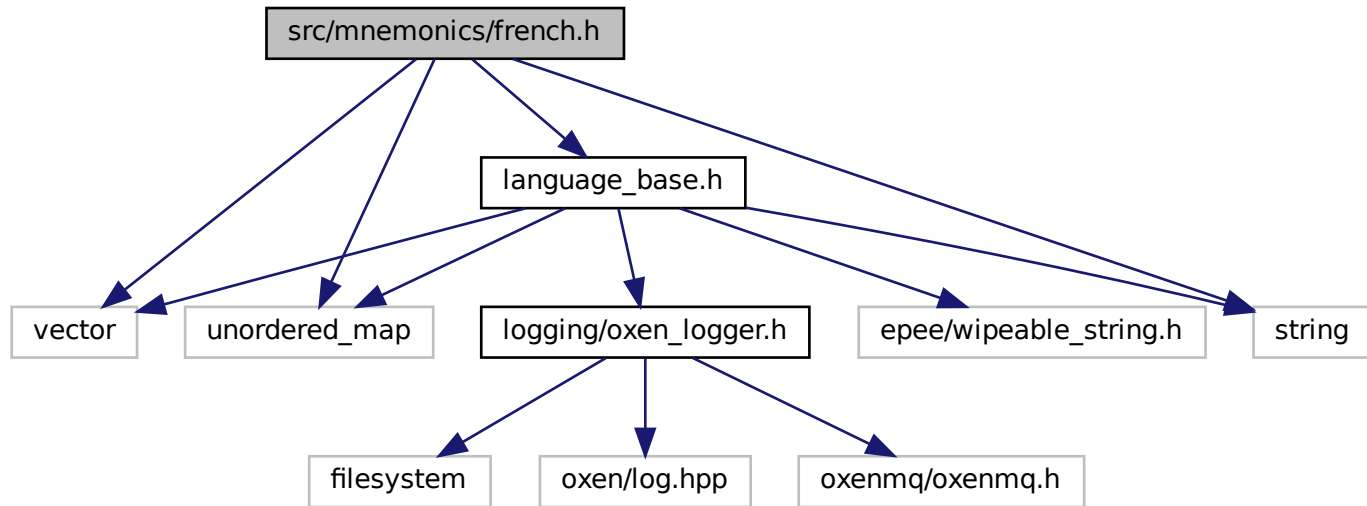 src/mnemonics/french.h
language_base.h
vector
unordered_map
logging/oxen_logger.h
epee/wipeable_string.h
string
filesystem
oxen/log.hpp
oxenmq/oxenmq.h